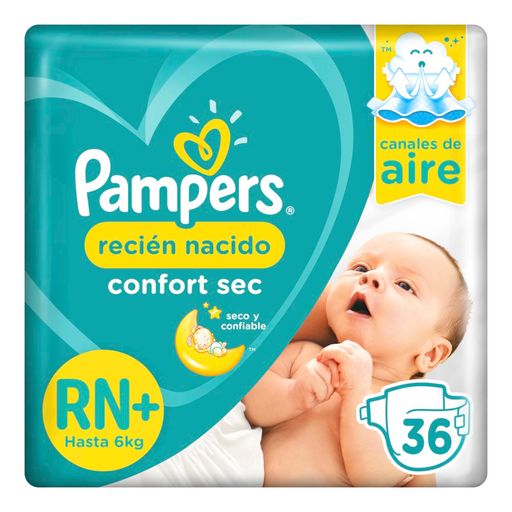 Pampers®
recién nacido
confort sec
seco y
confiable
™
RN+
Hasta 6kg
™
canales de
aire
36